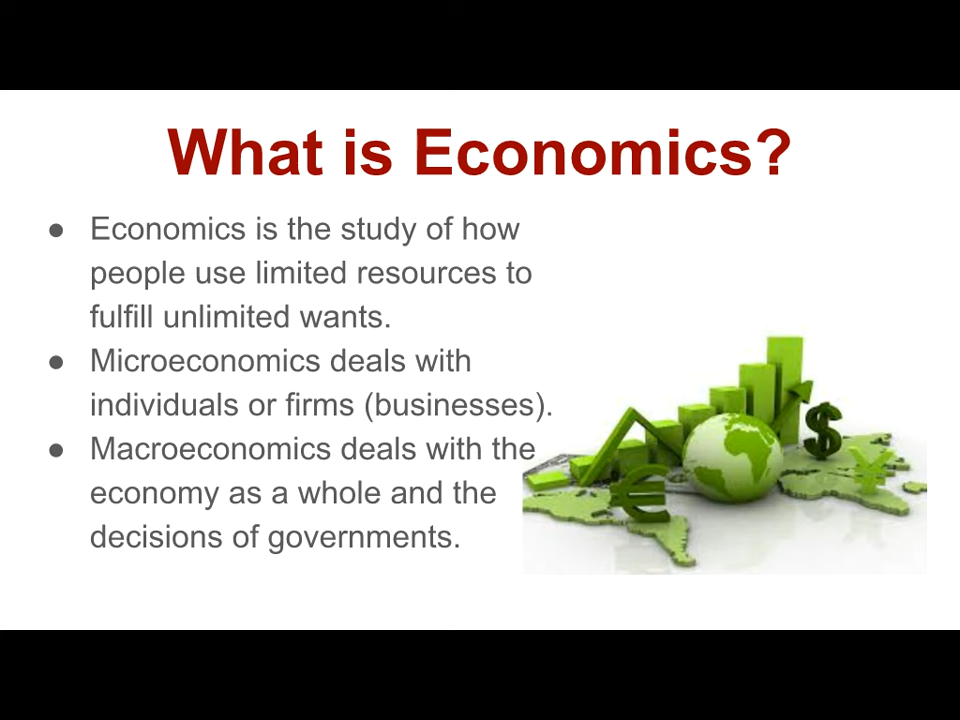 What is Economics?
● Economics is the study of how
people use limited resources to
fulfill unlimited wants.
● Microeconomics deals with
individuals or firms (businesses).
● Macroeconomics deals with the
economy as a whole and the
decisions of governments.
€
$
¥